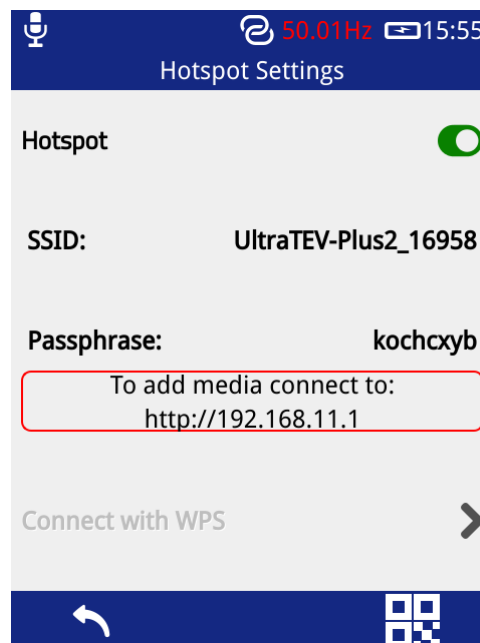 50.01Hz 15:55
Hotspot Settings
Hotspot
SSID: UltraTEV-Plus2_16958
Passphrase: kochcxyb
To add media connect to:
http://192.168.11.1
Connect with WPS